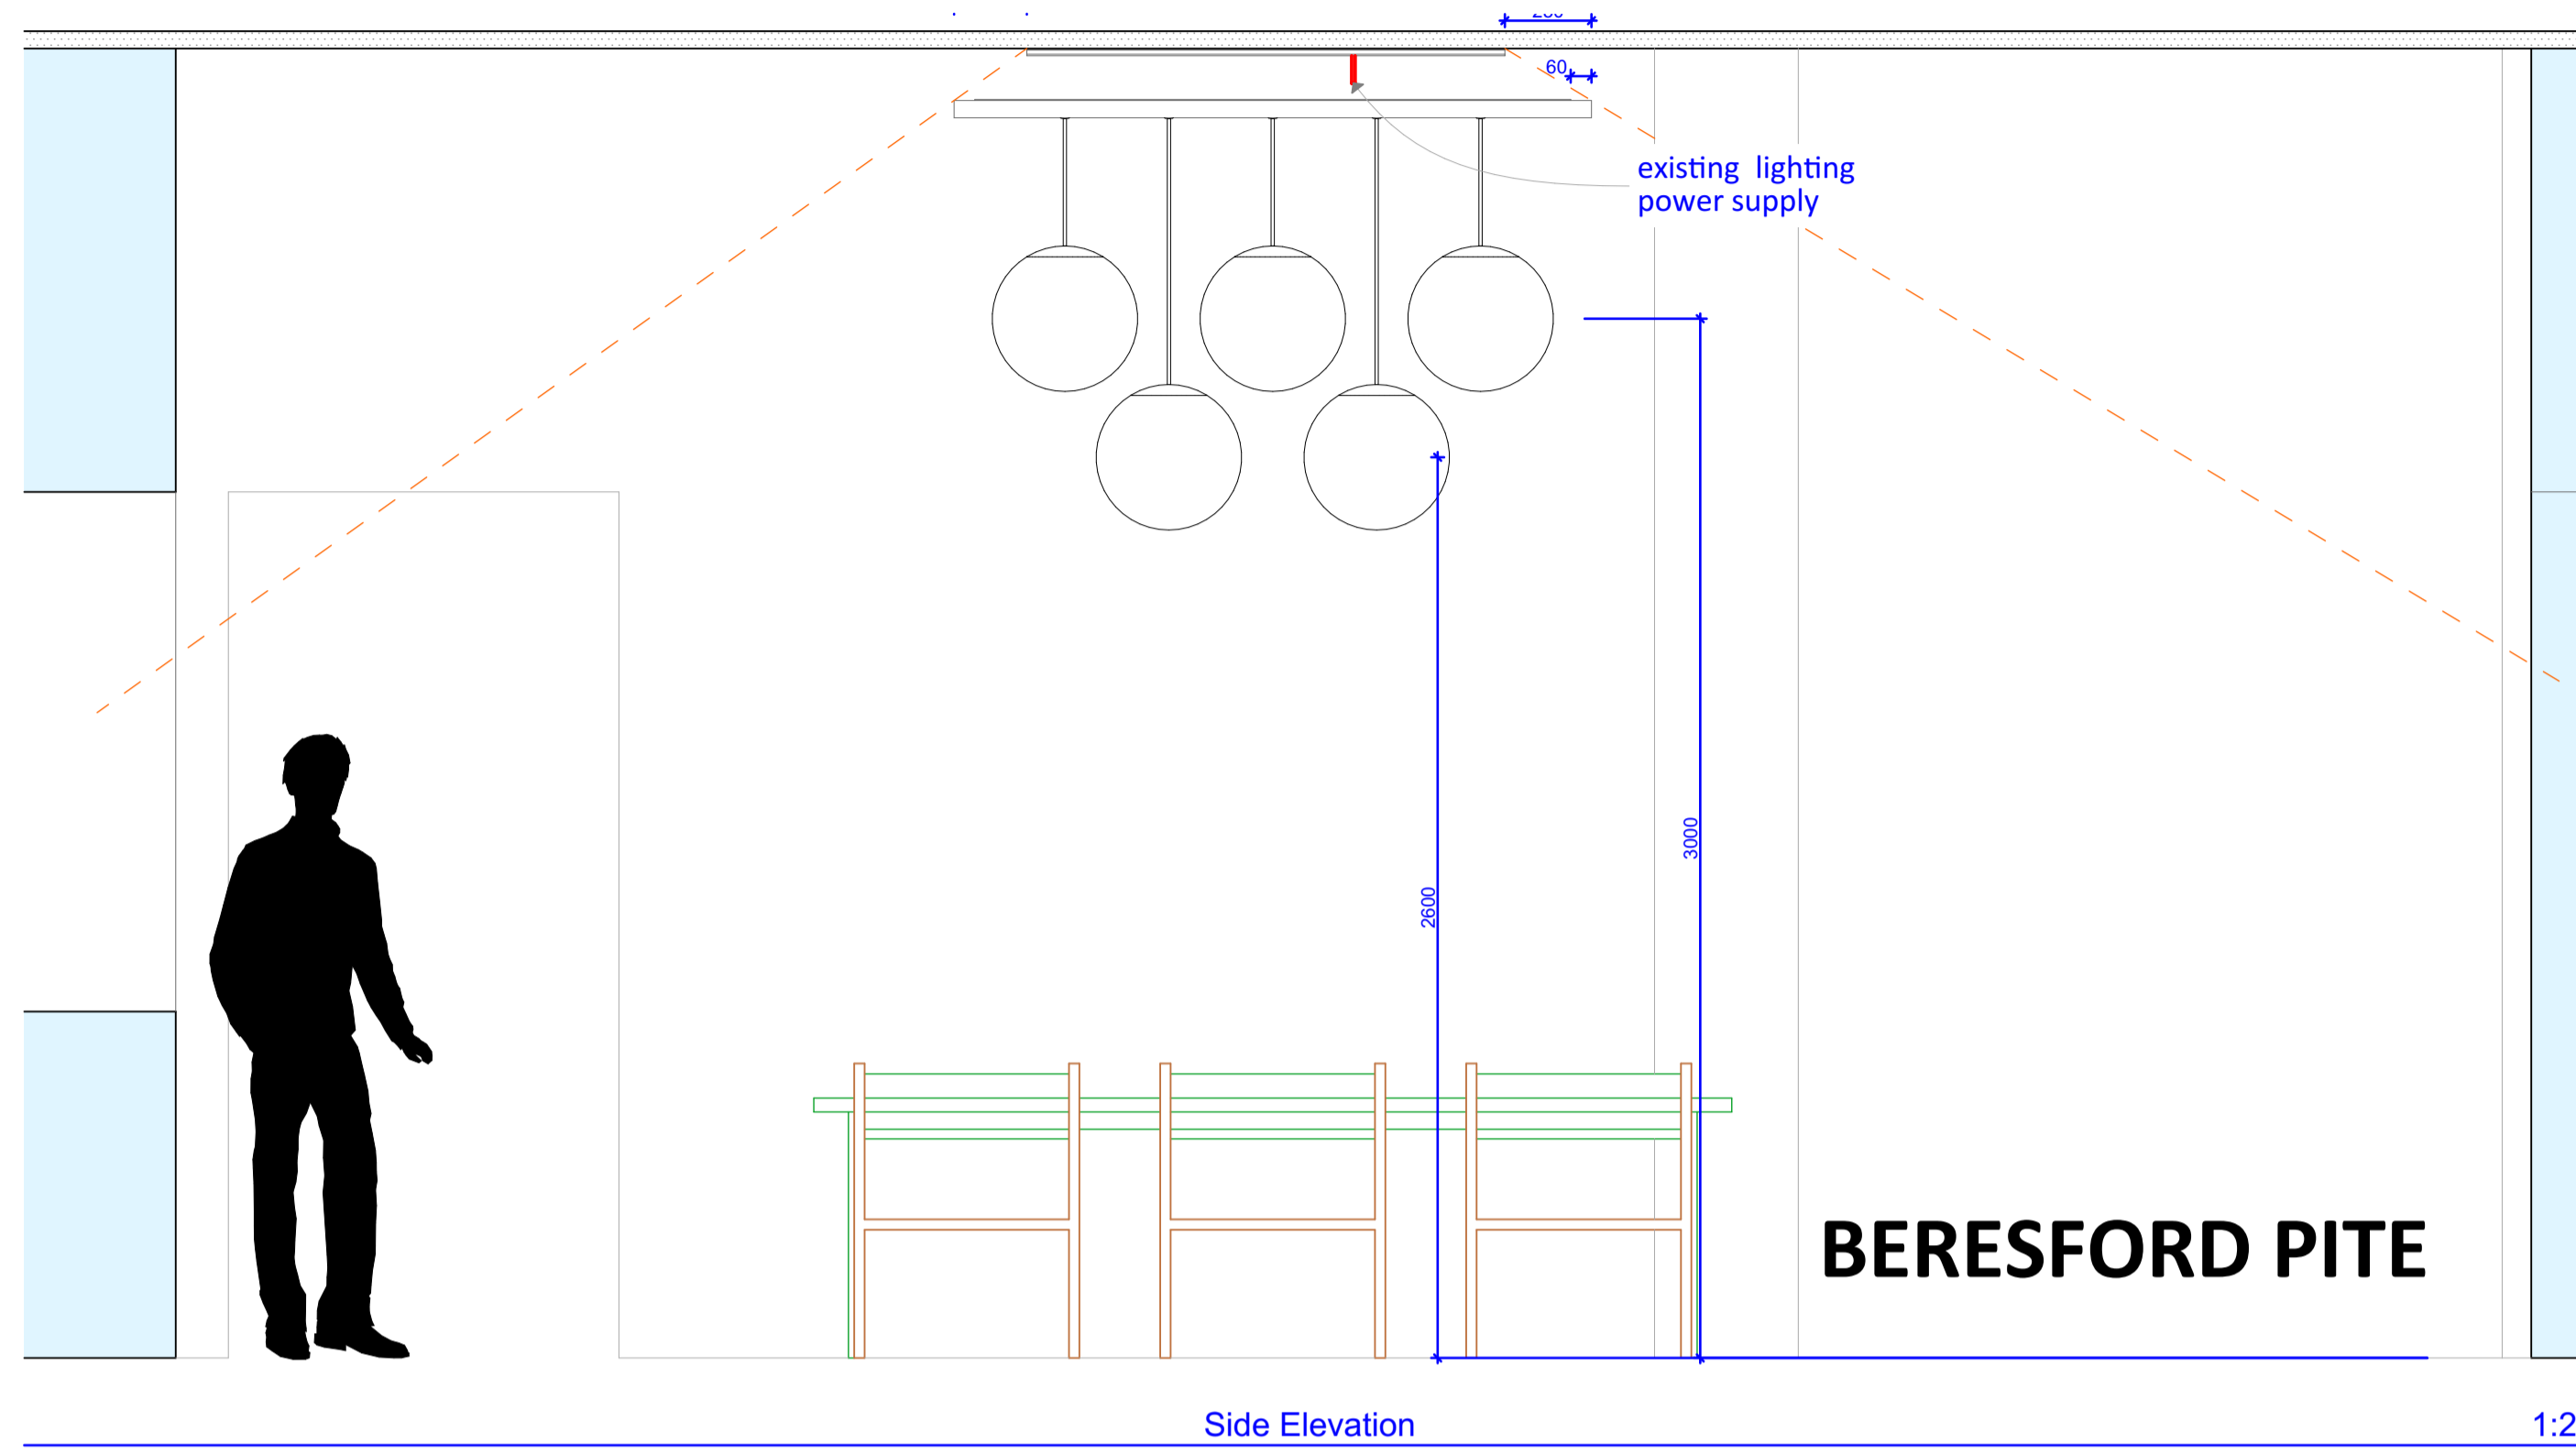 60
existing lighting
power supply
3000
2600
BERESFORD PITE
Side Elevation
1:2